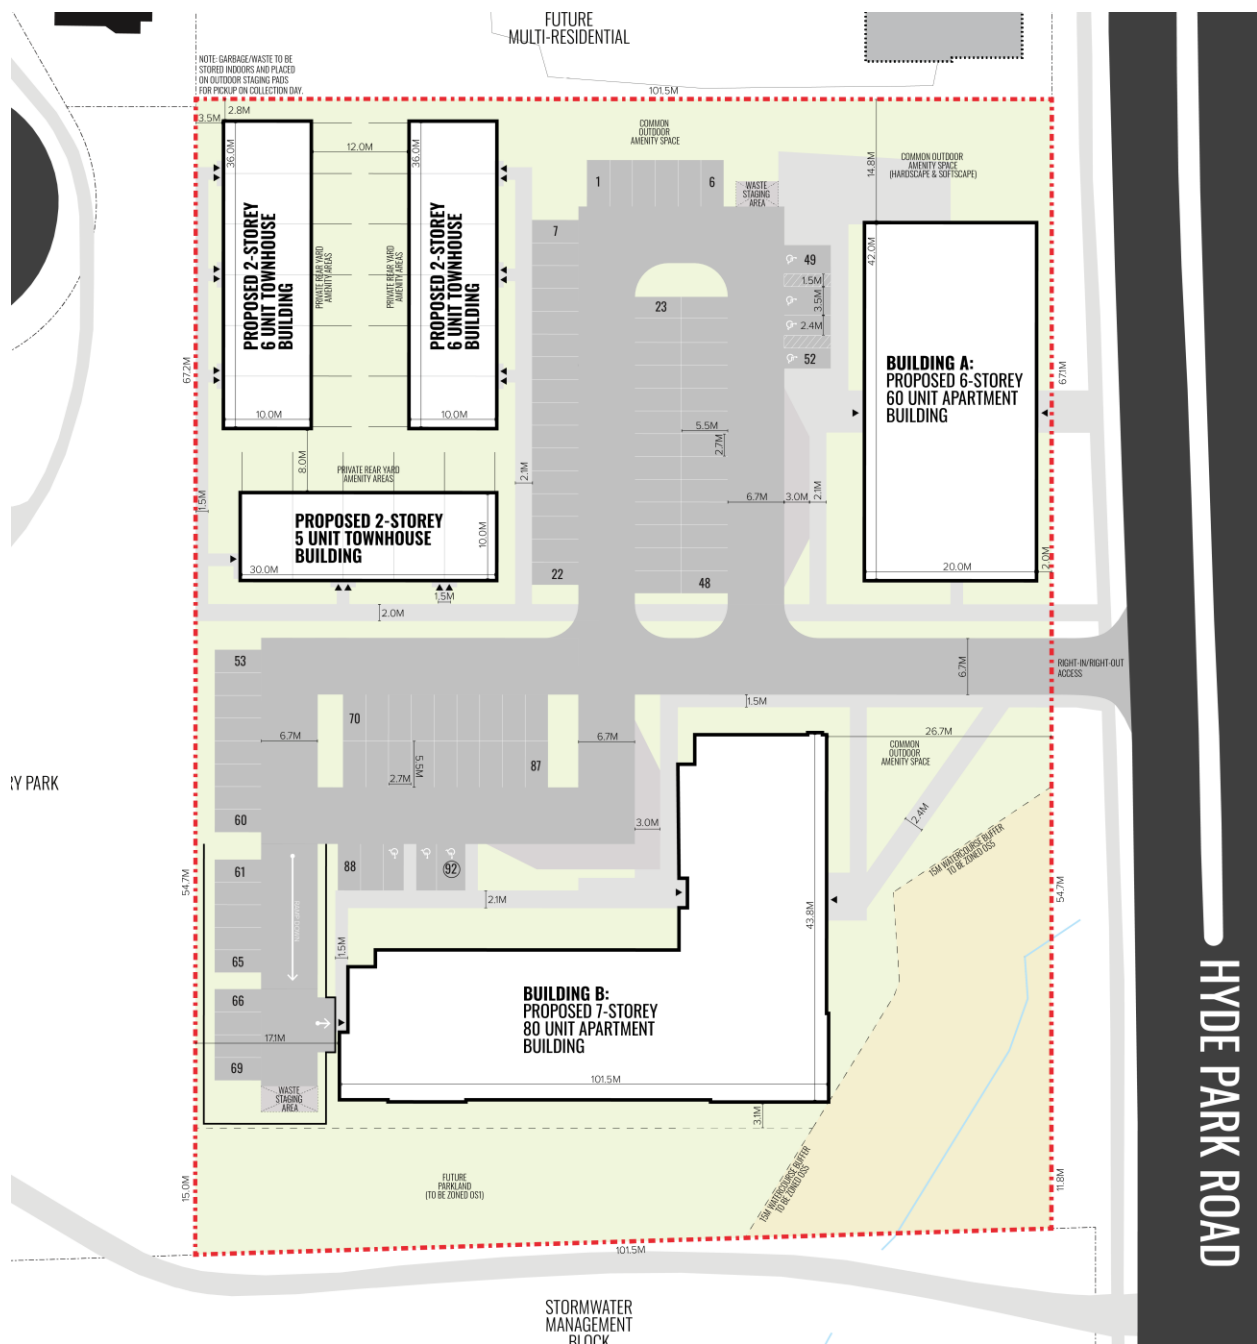 FUTURE
MULTI-RESIDENTIAL
NOTE: GARBAGE/WASTE TO BE
STORED INDOORS AND PLACED
ON OUTDOOR STAGING PADS
FOR PICKUP ON COLLECTION DAY.
101.5M
2.8M
3.5M
36.0M
12.0M
36.0M
COMMON
OUTDOOR
AMENITY SPACE
14.8M
COMMON OUTDOOR
AMENITY SPACE
(HARDSCAPE & SOFTSCAPE)
1
6
WASTE
STAGING
AREA
7
PROPOSED 2-STOREY
6 UNIT TOWNHOUSE
BUILDING
PRIVATE REAR YARD
AMENITY AREAS
PRIVATE REAR YARD
AMENITY AREAS
PROPOSED 2-STOREY
6 UNIT TOWNHOUSE
BUILDING
42.0M
49
1.5M
3.5M
2.4M
52
23
67.2M
67.1M
BUILDING A:
PROPOSED 6-STOREY
60 UNIT APARTMENT
BUILDING
10.0M
10.0M
5.5M
2.7M
8.0M
PRIVATE REAR YARD
AMENITY AREAS
2.1M
6.7M
3.0M
2.1M
1.5M
PROPOSED 2-STOREY
5 UNIT TOWNHOUSE
BUILDING
10.0M
30.0M
22
48
20.0M
2.0M
1.5M
2.0M
53
6.7M
RIGHT-IN/RIGHT-OUT
ACCESS
1.5M
70
6.7M
6.7M
26.7M
COMMON
OUTDOOR
AMENITY SPACE
5.5M
2.7M
87
RY PARK
60
3.0M
2.4M
15M WATERCOURSE BUFFER
TO BE ZONED OS5
61
88
92
54.7M
54.7M
RAMP DOWN
2.1M
43.8M
1.5M
65
66
BUILDING B:
PROPOSED 7-STOREY
80 UNIT APARTMENT
BUILDING
17.1M
69
101.5M
WASTE
STAGING
AREA
3.1M
HYDE PARK ROAD
15M WATERCOURSE BUFFER
TO BE ZONED OS5
FUTURE
PARKLAND
(TO BE ZONED OS1)
15.0M
11.8M
101.5M
STORMWATER
MANAGEMENT
BLOCK